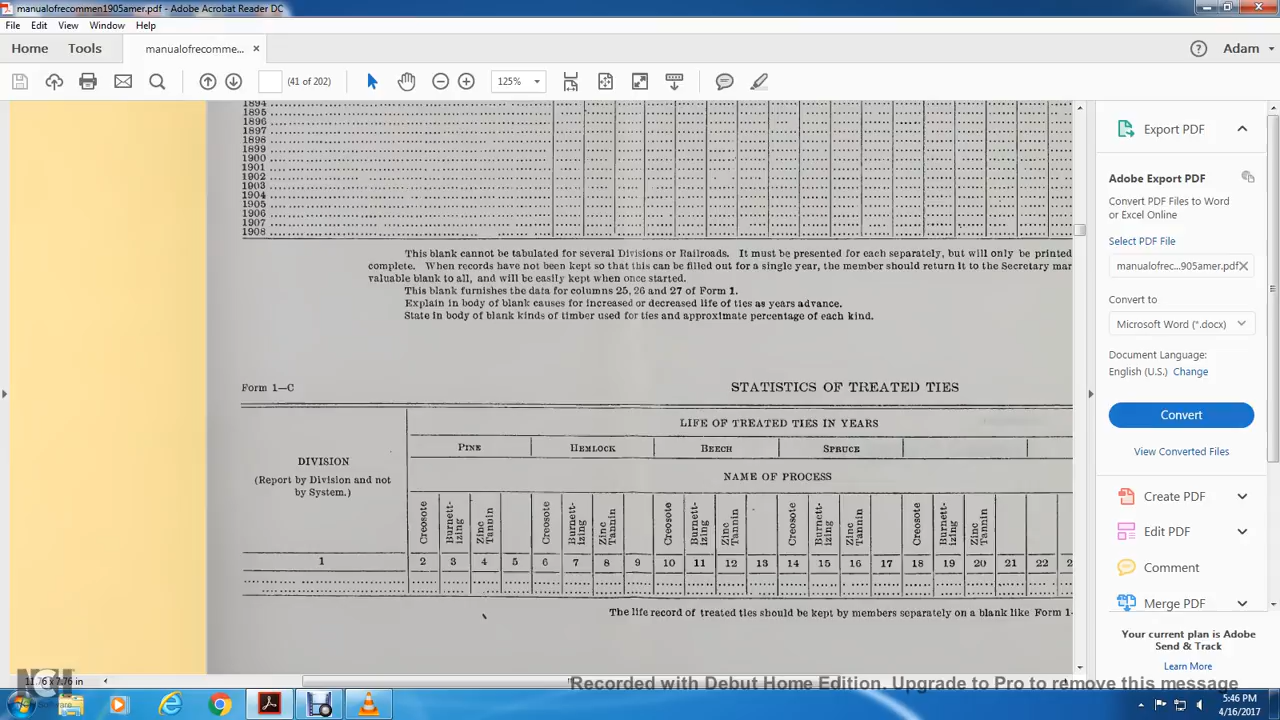 manualofrecommen1905amer.pdf - Adobe Acrobat Reader DC
File Edit View Window Help
Home Tools manualofrecomme... × Adam
(41 of 202) 125%
1894
1895
1896
1897
1898
1899
1900
1901
1902
1903
1904
1905
1906
1907
1908
This blank cannot be tabulated for several Divisions or Railroads. It must be presented for each separately, but will only be printed
complete. When records have not been kept so that this can be filled out for a single year, the member should return it to the Secretary mar
valuable blank to all, and will be easily kept when once started.
This blank furnishes the data for columns 25, 26 and 27 of Form 1.
Explain in body of blank causes for increased or decreased life of ties as years advance.
State in body of blank kinds of timber used for ties and approximate percentage of each kind.
Form 1—C STATISTICS OF TREATED TIES
DIVISION
(Report by Division and not
by System.)
LIFE OF TREATED TIES IN YEARS
PINE HEMLOCK BEECH SPRUCE
NAME OF PROCESS
Creosote Burnett-izing Zinc Tannin Creosote Burnett-izing Zinc Tannin Creosote Burnett-izing Zinc Tannin Creosote Burnett-izing Zinc Tannin Creosote Burnett-izing Zinc Tannin
1 2 3 4 5 6 7 8 9 10 11 12 13 14 15 16 17 18 19 20 21 22 2
The life record of treated ties should be kept by members separately on a blank like Form 1-
11.76 x 7.76 in
Export PDF
Adobe Export PDF
Convert PDF Files to Word
or Excel Online
Select PDF File
manualofrec...905amer.pdf ×
Convert to
Microsoft Word (*.docx)
Document Language:
English (U.S.) Change
Convert
View Converted Files
Create PDF
Edit PDF
Comment
Merge PDF
Your current plan is Adobe
Send & Track
Learn More
Recorded with Debut Home Edition. Upgrade to Pro to remove this message
NCH Software
5:46 PM
4/16/2017